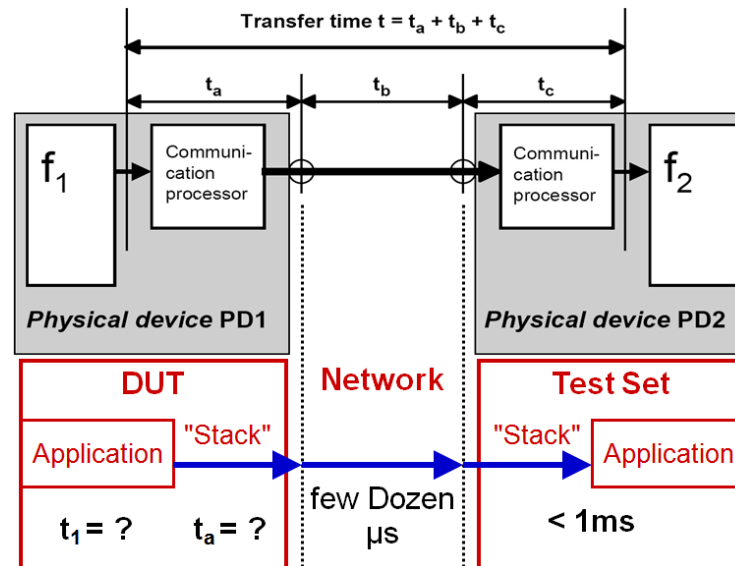 Transfer time t = ta + tb + tc
ta
tb
tc
f1
Communi-
cation
processor
Communi-
cation
processor
f2
Physical device PD1
Physical device PD2
DUT
Network
Test Set
Application
"Stack"
"Stack"
Application
t1 = ?
ta = ?
few Dozen
µs
< 1ms